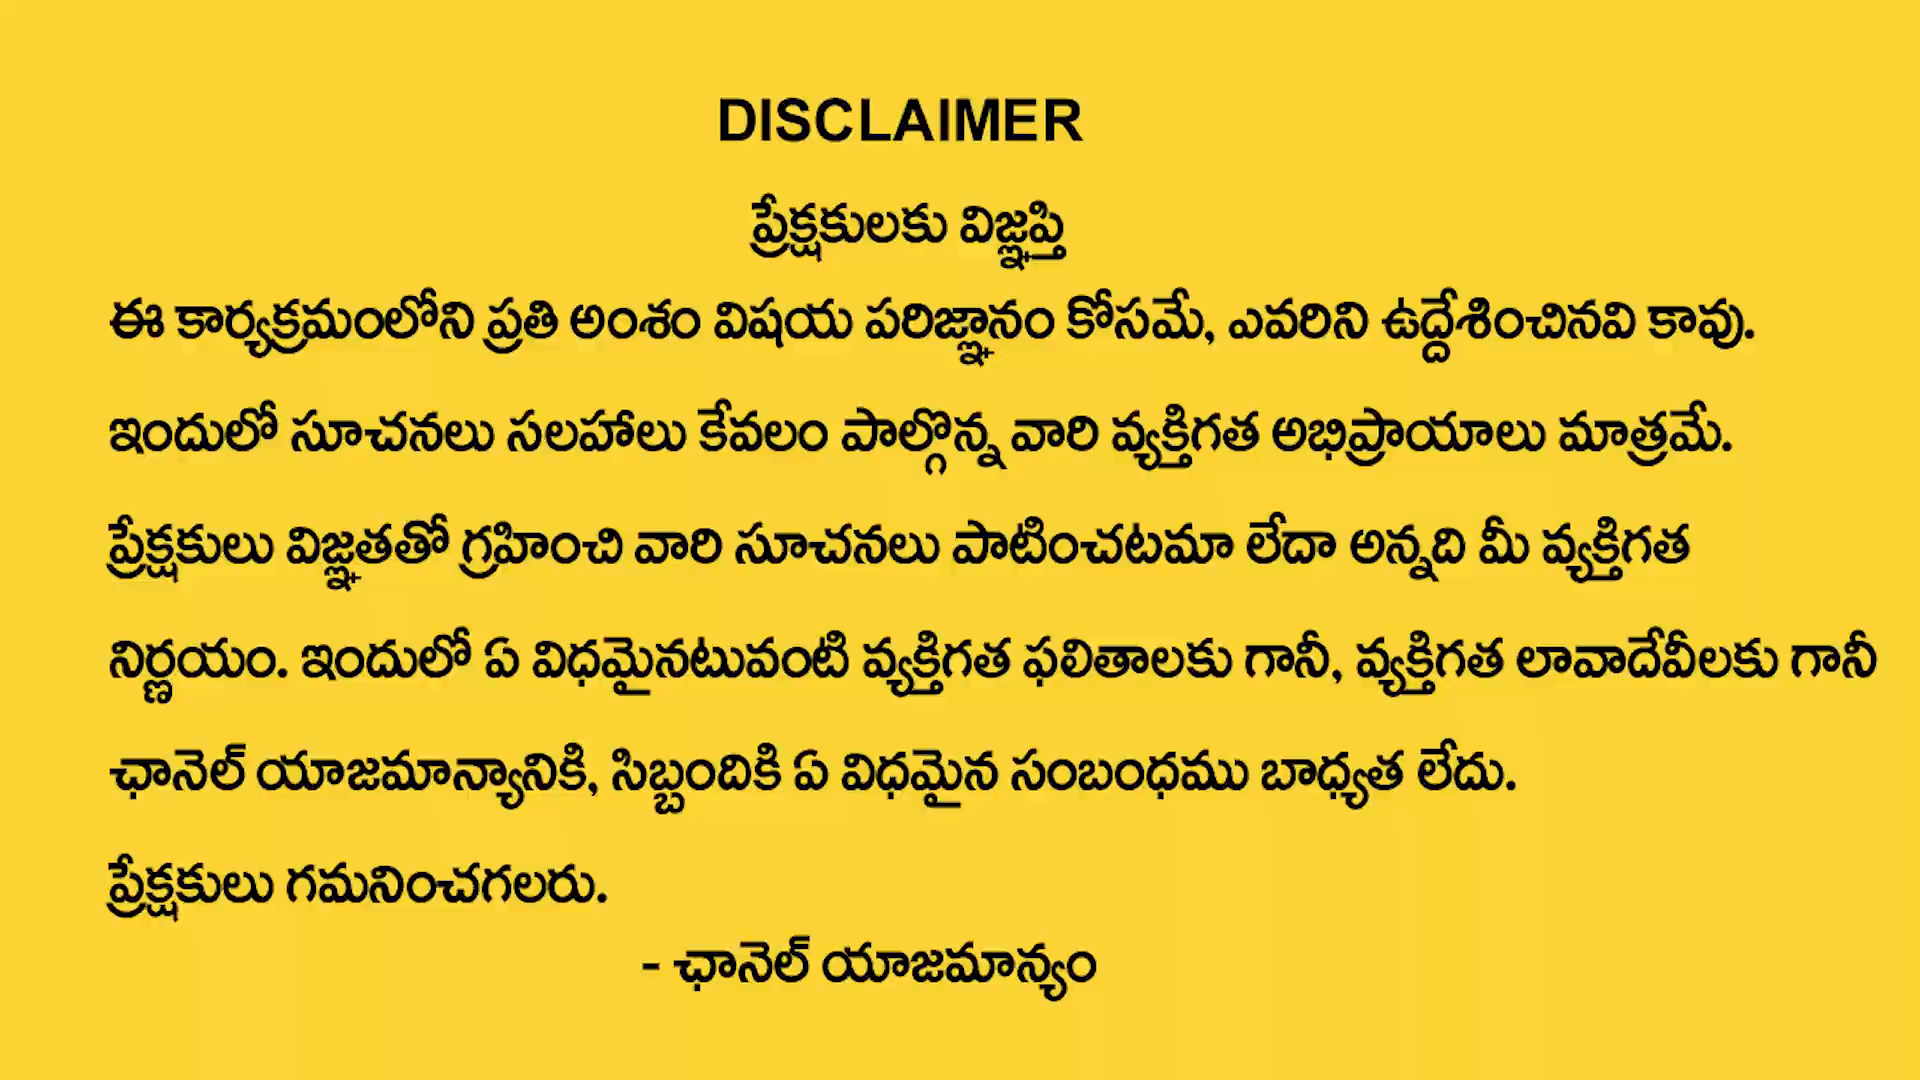 DISCLAIMER
ప్రేక్షకులకు విజ్ఞప్తి
ఈ కార్యక్రమంలోని ప్రతి అంశం విషయ పరిజ్ఞానం కోసమే, ఎవరిని ఉద్దేశించినవి కావు.
ఇందులో సూచనలు సలహాలు కేవలం పాల్గొన్న వారి వ్యక్తిగత అభిప్రాయాలు మాత్రమే.
ప్రేక్షకులు విజ్ఞతతో గ్రహించి వారి సూచనలు పాటించటమా లేదా అన్నది మీ వ్యక్తిగత
నిర్ణయం. ఇందులో ఏ విధమైనటువంటి వ్యక్తిగత ఫలితాలకు గానీ, వ్యక్తిగత లావాదేవీలకు గానీ
ఛానెల్ యాజమాన్యానికి, సిబ్బందికి ఏ విధమైన సంబంధము బాధ్యత లేదు.
ప్రేక్షకులు గమనించగలరు.
- ఛానెల్ యాజమాన్యం